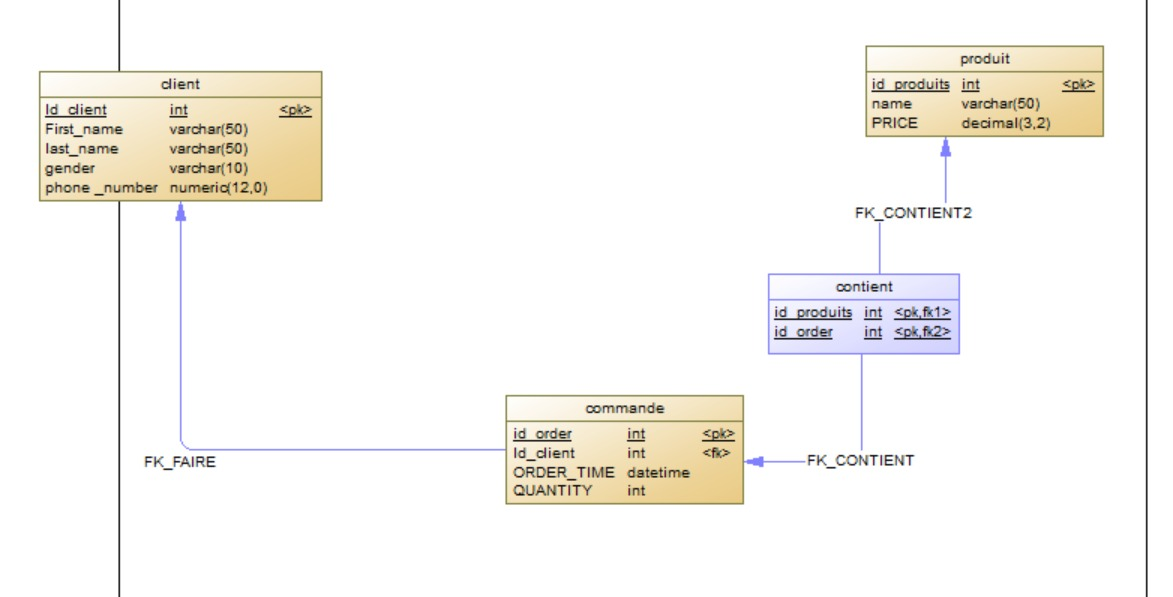 client
Id_client int <pk>
First_name varchar(50)
last_name varchar(50)
gender varchar(10)
phone _number numeric(12,0)
produit
id_produits int <pk>
name varchar(50)
PRICE decimal(3,2)
FK_CONTIENT2
contient
id_produits int <pk,fk1>
id_order int <pk,fk2>
commande
id_order int <pk>
Id_client int <fk>
ORDER_TIME datetime
QUANTITY int
FK_FAIRE
FK_CONTIENT